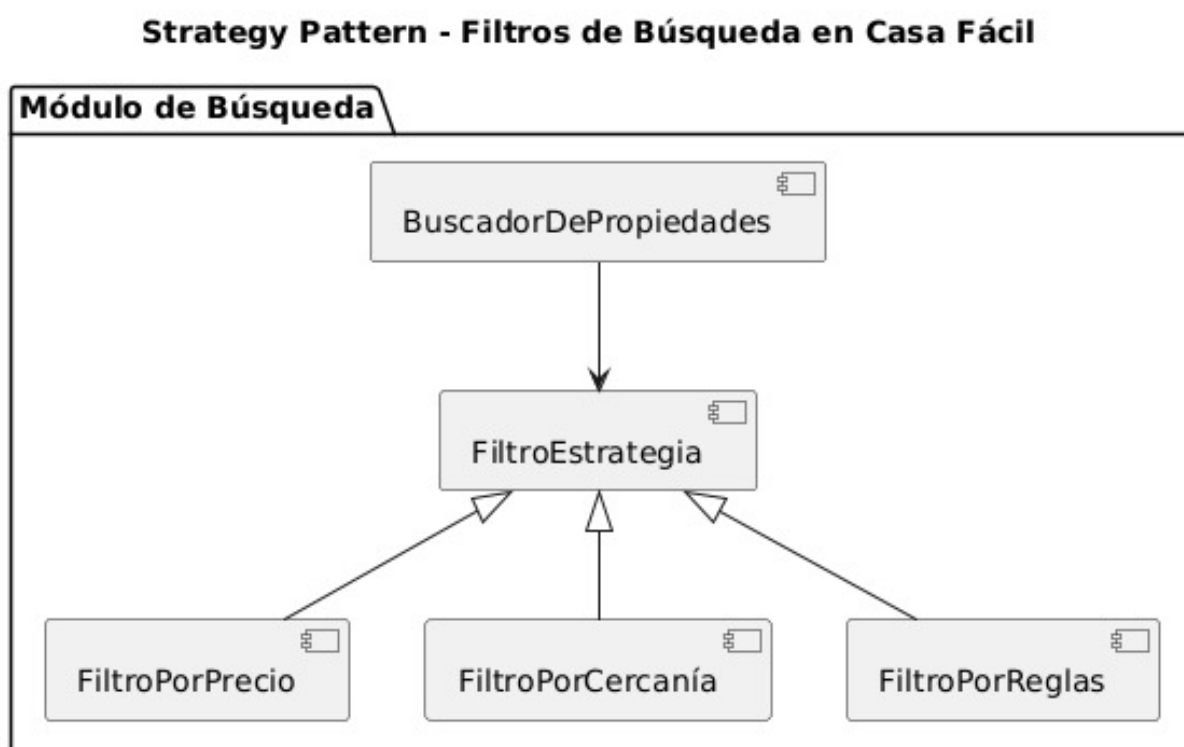 Strategy Pattern - Filtros de Búsqueda en Casa Fácil
Módulo de Búsqueda
BuscadorDePropiedades
FiltroEstrategia
FiltroPorPrecio
FiltroPorCercanía
FiltroPorReglas